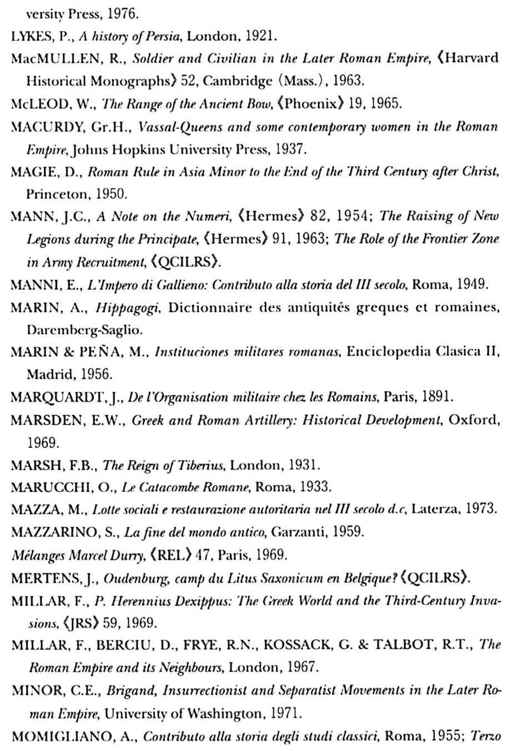 versity Press, 1976.
LYKES, P., A history of Persia, London, 1921.
MacMULLEN, R., Soldier and Civilian in the Later Roman Empire, 《Harvard
Historical Monographs》 52, Cambridge (Mass.), 1963.
McLEOD, W., The Range of the Ancient Bow, 《Phoenix》 19, 1965.
MACURDY, Gr.H., Vassal-Queens and some contemporary women in the Roman
Empire, Johns Hopkins University Press, 1937.
MAGIE, D., Roman Rule in Asia Minor to the End of the Third Century after Christ,
Princeton, 1950.
MANN, J.C., A Note on the Numeri, 《Hermes》 82, 1954; The Raising of New
Legions during the Principate, 《Hermes》 91, 1963; The Role of the Frontier Zone
in Army Recruitment, 《QCILRS》.
MANNI, E., L'Impero di Gallieno: Contributo alla storia del III secolo, Roma, 1949.
MARIN, A., Hippagogi, Dictionnaire des antiquités greques et romaines,
Daremberg-Saglio.
MARIN & PEÑA, M., Instituciones militares romanas, Enciclopedia Clasica II,
Madrid, 1956.
MARQUARDT, J., De l'Organisation militaire chez les Romains, Paris, 1891.
MARSDEN, E.W., Greek and Roman Artillery: Historical Development, Oxford,
1969.
MARSH, F.B., The Reign of Tiberius, London, 1931.
MARUCCHI, O., Le Catacombe Romane, Roma, 1933.
MAZZA, M., Lotte sociali e restaurazione autoritaria nel III secolo d.c, Laterza, 1973.
MAZZARINO, S., La fine del mondo antico, Garzanti, 1959.
Mélanges Marcel Durry, 《REL》 47, Paris, 1969.
MERTENS, J., Oudenburg, camp du Litus Saxonicum en Belgique? 《QCILRS》.
MILLAR, F., P. Herennius Dexippus: The Greek World and the Third-Century Inva-
sions, 《JRS》 59, 1969.
MILLAR, F., BERCIU, D., FRYE, R.N., KOSSACK, G. & TALBOT, R.T., The
Roman Empire and its Neighbours, London, 1967.
MINOR, C.E., Brigand, Insurrectionist and Separatist Movements in the Later Ro-
man Empire, University of Washington, 1971.
MOMIGLIANO, A., Contributo alla storia degli studi classici, Roma, 1955; Terzo